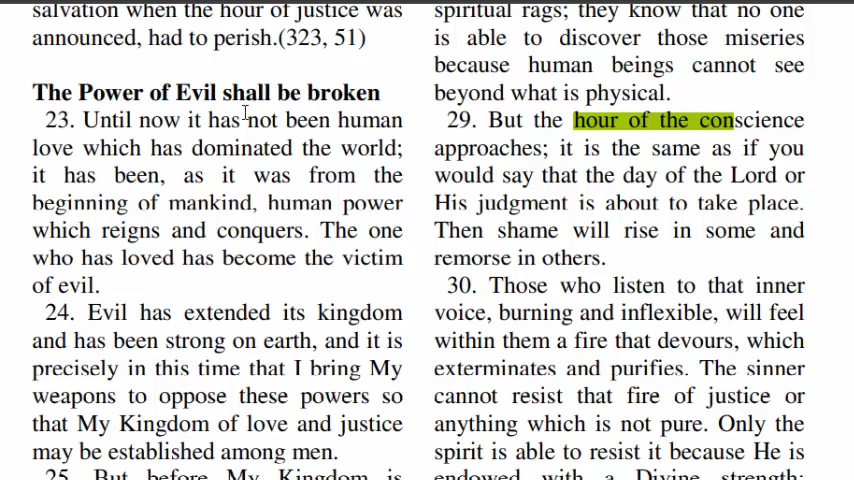 salvation when the hour of justice was
announced, had to perish.(323, 51)
The Power of Evil shall be broken
23. Until now it has not been human
love which has dominated the world;
it has been, as it was from the
beginning of mankind, human power
which reigns and conquers. The one
who has loved has become the victim
of evil.
24. Evil has extended its kingdom
and has been strong on earth, and it is
precisely in this time that I bring My
weapons to oppose these powers so
that My Kingdom of love and justice
may be established among men.
25. But before My Kingdom is
spiritual rags; they know that no one
is able to discover those miseries
because human beings cannot see
beyond what is physical.
29. But the hour of the conscience
approaches; it is the same as if you
would say that the day of the Lord or
His judgment is about to take place.
Then shame will rise in some and
remorse in others.
30. Those who listen to that inner
voice, burning and inflexible, will feel
within them a fire that devours, which
exterminates and purifies. The sinner
cannot resist that fire of justice or
anything which is not pure. Only the
spirit is able to resist it because He is
endowed with a Divine strength;